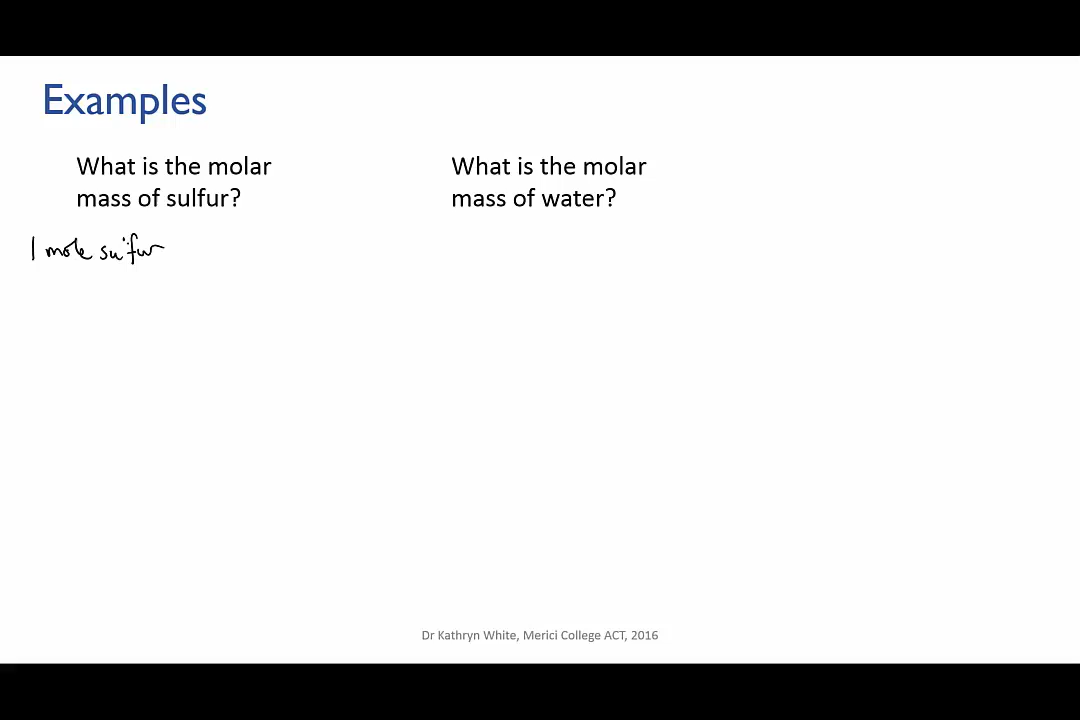 Examples
What is the molar
mass of sulfur?
1 mole sulfur
What is the molar
mass of water?
Dr Kathryn White, Merici College ACT, 2016